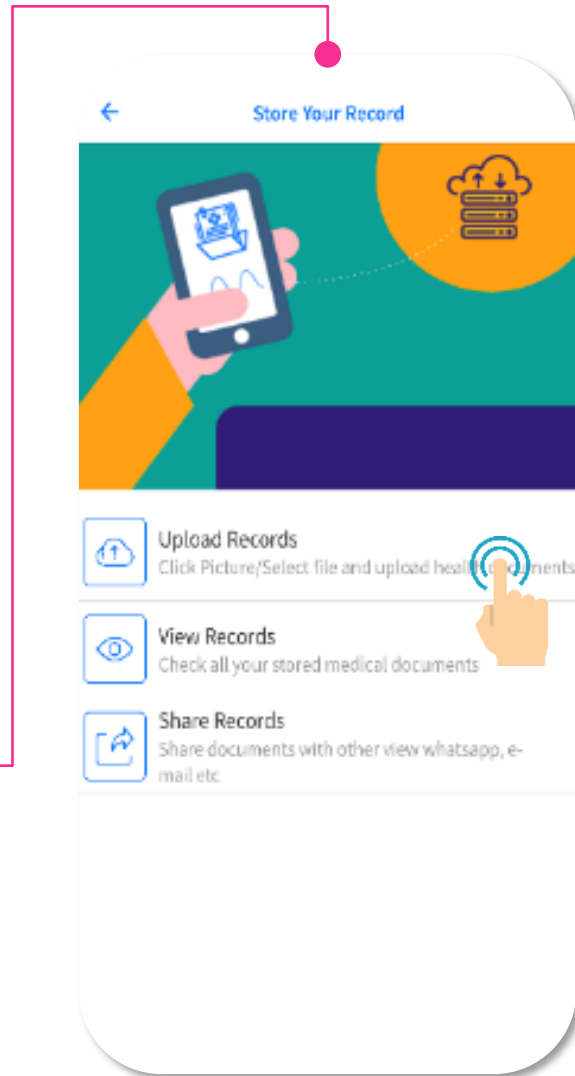 Store Your Record
Upload Records
Click Picture/Select file and upload health documents
View Records
Check all your stored medical documents
Share Records
Share documents with other view whatsapp, e-
mail etc